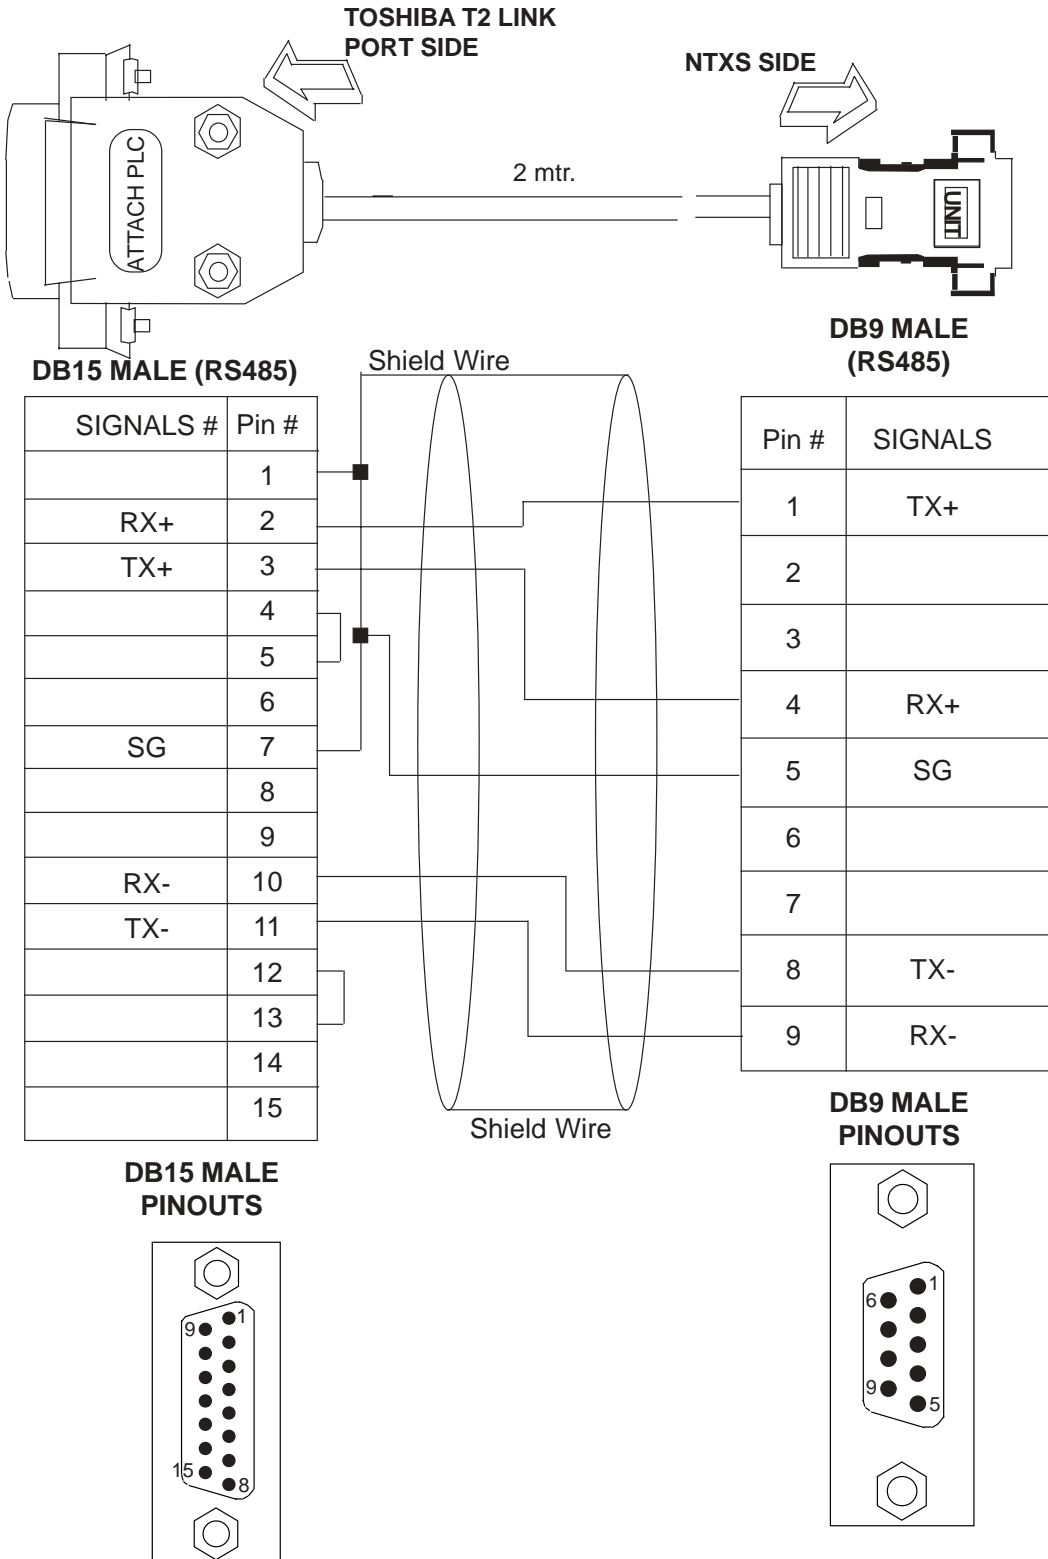 TOSHIBA T2 LINK
PORT SIDE
NTXS SIDE
ATTACH PLC
2 mtr.
UNIT
DB15 MALE (RS485)
Shield Wire
DB9 MALE
(RS485)
SIGNALS # Pin #
1
RX+ 2
TX+ 3
4
5
6
SG 7
8
9
RX- 10
TX- 11
12
13
14
15
Pin # SIGNALS
1 TX+
2
3
4 RX+
5 SG
6
7
8 TX-
9 RX-
Shield Wire
DB15 MALE
PINOUTS
9 1
15 8
DB9 MALE
PINOUTS
6 1
9 5